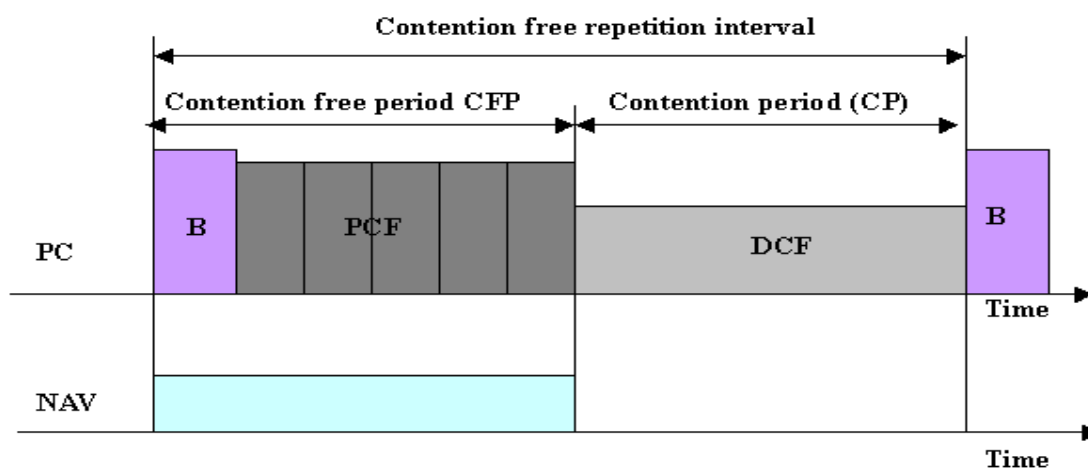 Contention free repetition interval
Contention free period CFP
Contention period (CP)
B
PCF
DCF
B
PC
Time
NAV
Time